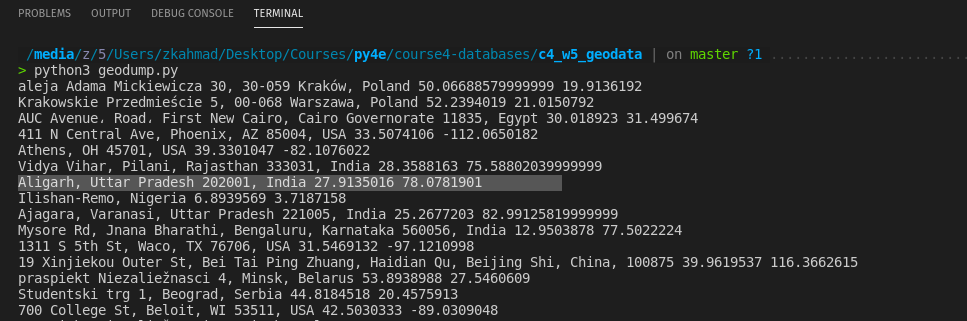 PROBLEMS OUTPUT DEBUG CONSOLE TERMINAL
/media/z/5/Users/zkahmad/Desktop/Courses/py4e/course4-databases/c4_w5_geodata | on master ?1 ........................
> python3 geodump.py
aleja Adama Mickiewicza 30, 30-059 Kraków, Poland 50.06688579999999 19.9136192
Krakowskie Przedmieście 5, 00-068 Warszawa, Poland 52.2394019 21.0150792
AUC Avenue، Road، First New Cairo, Cairo Governorate 11835, Egypt 30.018923 31.499674
411 N Central Ave, Phoenix, AZ 85004, USA 33.5074106 -112.0650182
Athens, OH 45701, USA 39.3301047 -82.1076022
Vidya Vihar, Pilani, Rajasthan 333031, India 28.3588163 75.58802039999999
Aligarh, Uttar Pradesh 202001, India 27.9135016 78.0781901
Ilishan-Remo, Nigeria 6.8939569 3.7187158
Ajagara, Varanasi, Uttar Pradesh 221005, India 25.2677203 82.99125819999999
Mysore Rd, Jnana Bharathi, Bengaluru, Karnataka 560056, India 12.9503878 77.5022224
1311 S 5th St, Waco, TX 76706, USA 31.5469132 -97.1210998
19 Xinjiekou Outer St, Bei Tai Ping Zhuang, Haidian Qu, Beijing Shi, China, 100875 39.9619537 116.3662615
praspiekt Niezaliežnasci 4, Minsk, Belarus 53.8938988 27.5460609
Studentski trg 1, Beograd, Serbia 44.8184518 20.4575913
700 College St, Beloit, WI 53511, USA 42.5030333 -89.0309048